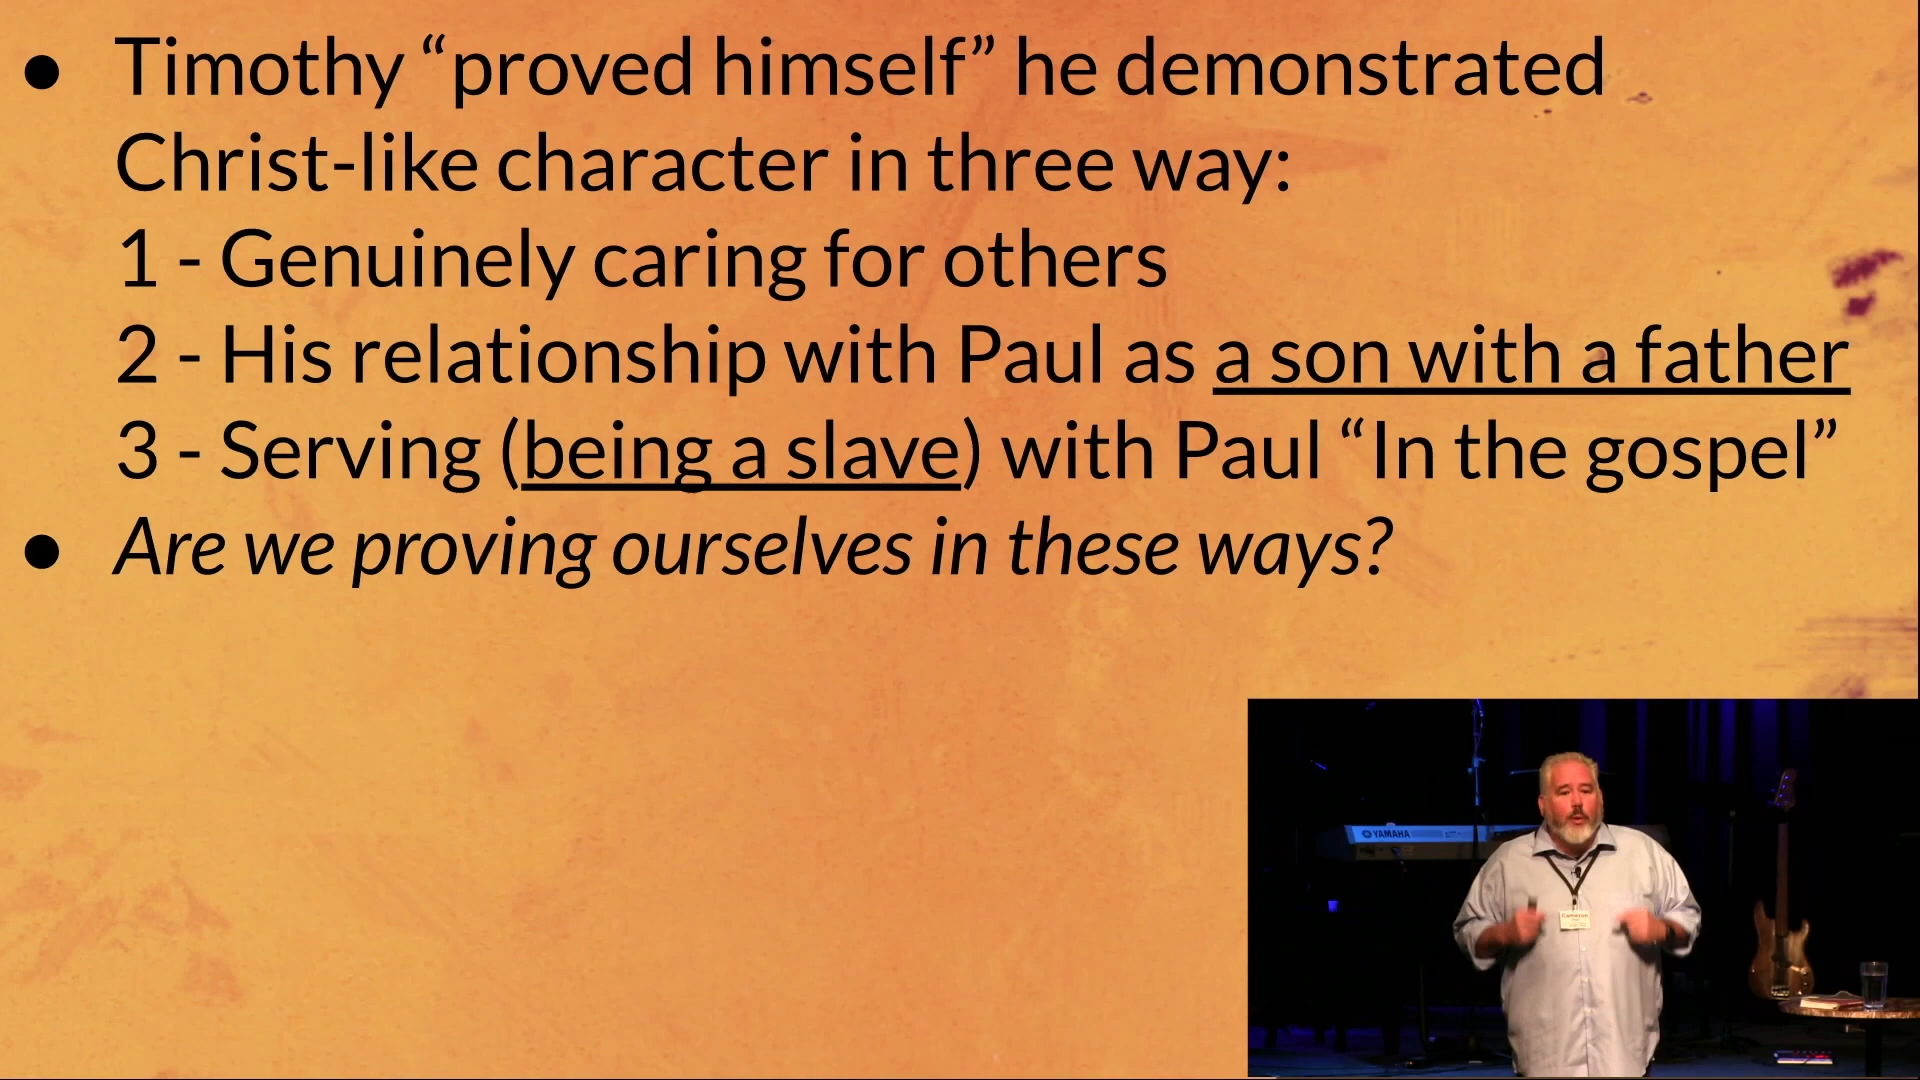 ● Timothy “proved himself” he demonstrated
Christ-like character in three way:
1 - Genuinely caring for others
2 - His relationship with Paul as a son with a father
3 - Serving (being a slave) with Paul “In the gospel”
● Are we proving ourselves in these ways?
YAMAHA
Cameron